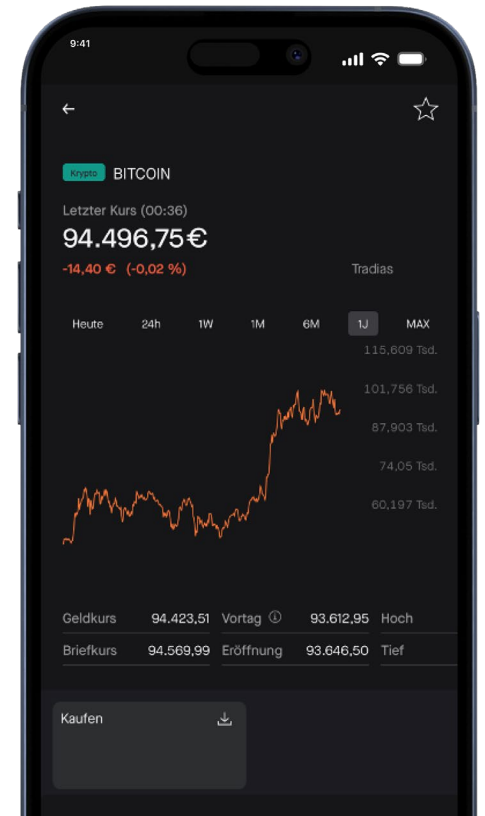 9:41
Krypto BITCOIN
Letzter Kurs (00:36)
94.496,75€
-14,40 € (-0,02 %)
Tradias
Heute 24h 1W 1M 6M 1J MAX
115,609 Tsd.
101,756 Tsd.
87,903 Tsd.
74,05 Tsd.
60,197 Tsd.
Geldkurs 94.423,51 Vortag 93.612,95 Hoch
Briefkurs 94.569,99 Eröffnung 93.646,50 Tief
Kaufen